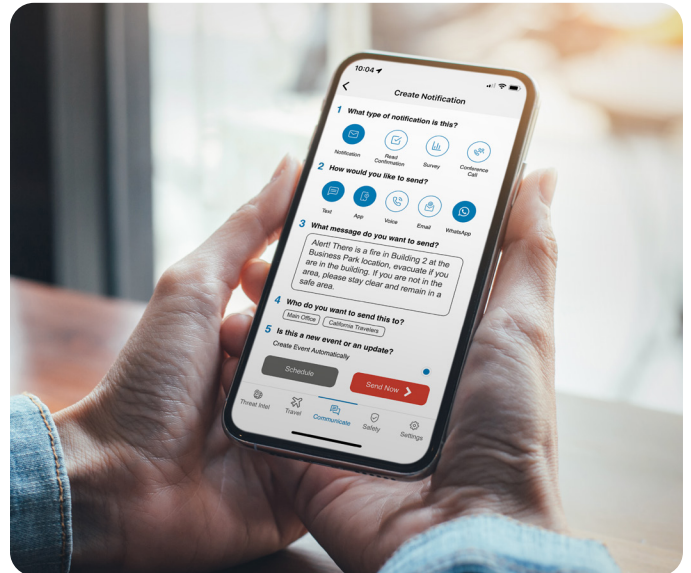 10:04
Create Notification
1 What type of notification is this?
Notification
Read
Confirmation
Survey
Conference
Call
2 How would you like to send?
Text
App
Voice
Email
WhatsApp
3 What message do you want to send?
Alert! There is a fire in Building 2 at the
Business Park location, evacuate if you
are in the building. If you are not in the
area, please stay clear and remain in a
safe area.
4 Who do you want to send this to?
Main Office
California Travelers
5 Is this a new event or an update?
Create Event Automatically
Schedule
Send Now
Threat Intel
Travel
Communicate
Safety
Settings